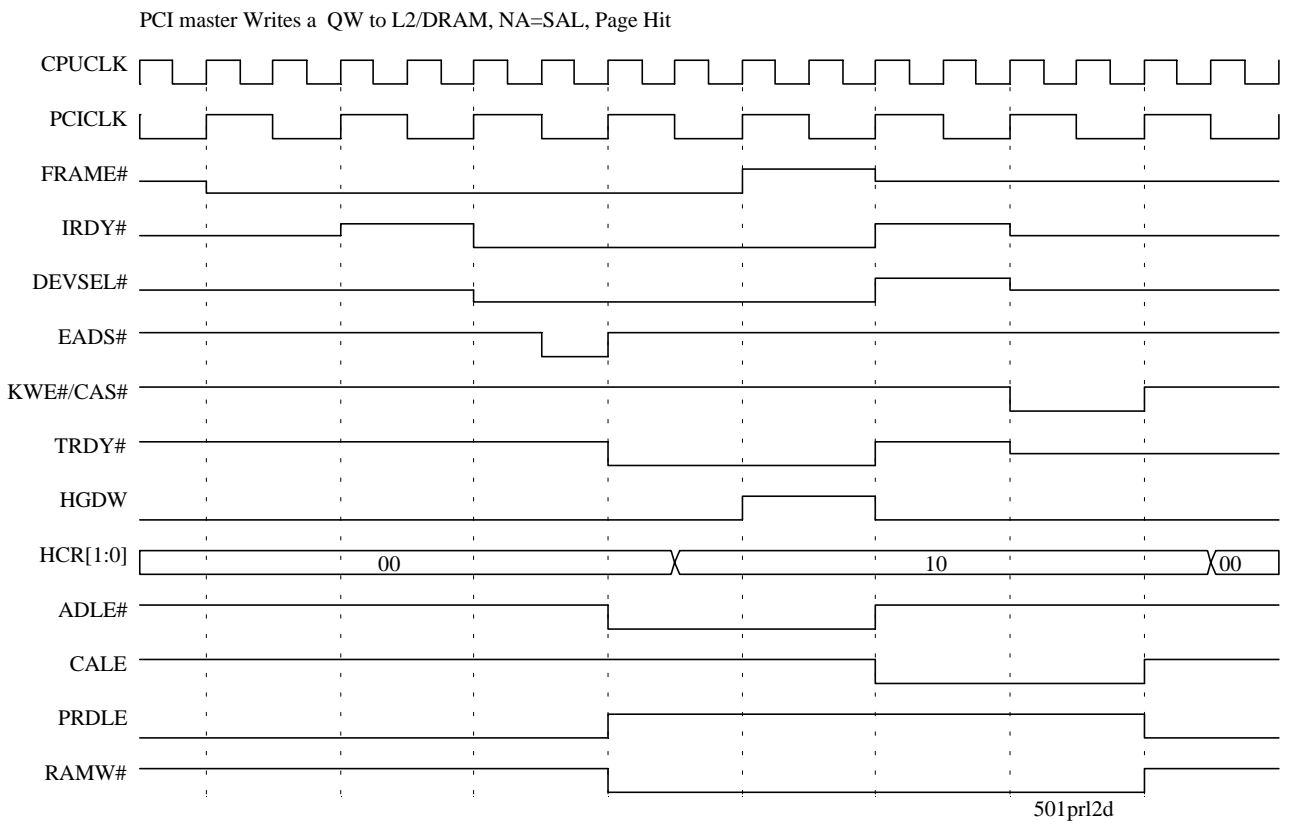 PCI master Writes a QW to L2/DRAM, NA=SAL, Page Hit
CPUCLK
PCICLK
FRAME#
IRDY#
DEVSEL#
EADS#
KWE#/CAS#
TRDY#
HGDW
HCR[1:0] 00 10 00
ADLE#
CALE
PRDLE
RAMW#
501prl2d